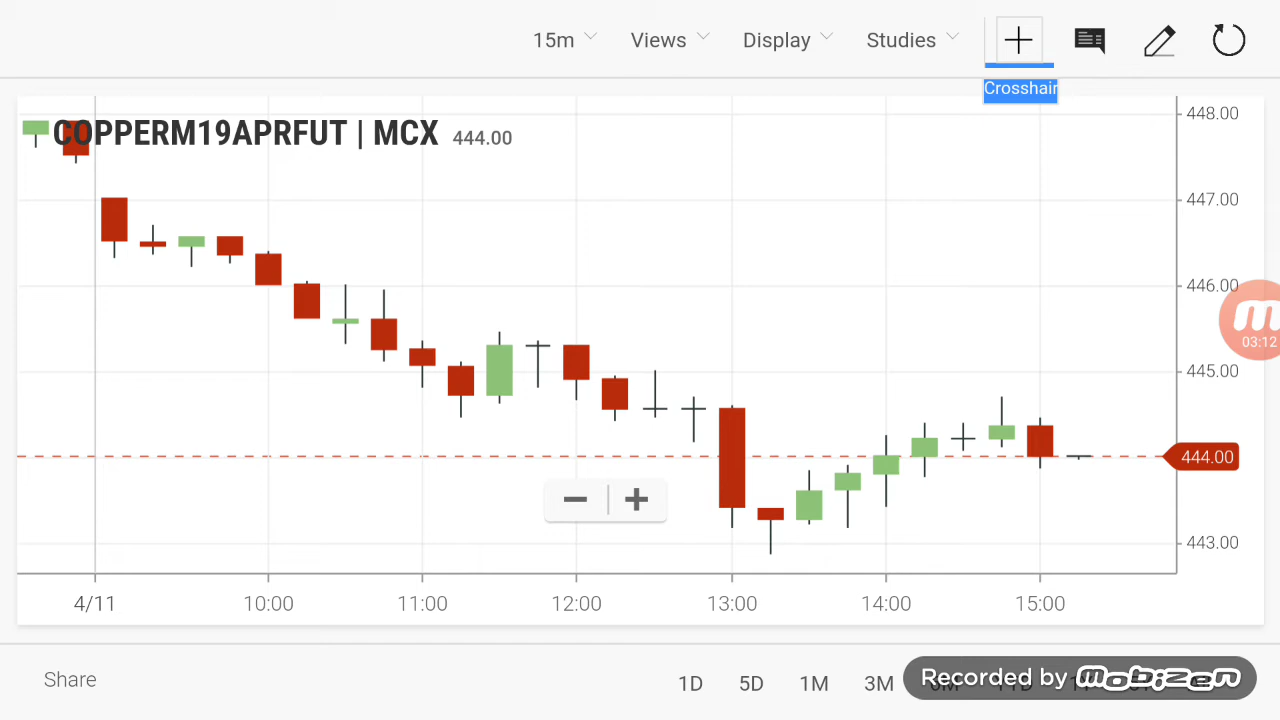 15m Views Display Studies
Crosshair
COPPERM19APRFUT | MCX 444.00
448.00
447.00
446.00
03:12
445.00
444.00
443.00
4/11 10:00 11:00 12:00 13:00 14:00 15:00
Share 1D 5D 1M 3M
Recorded by mobizen